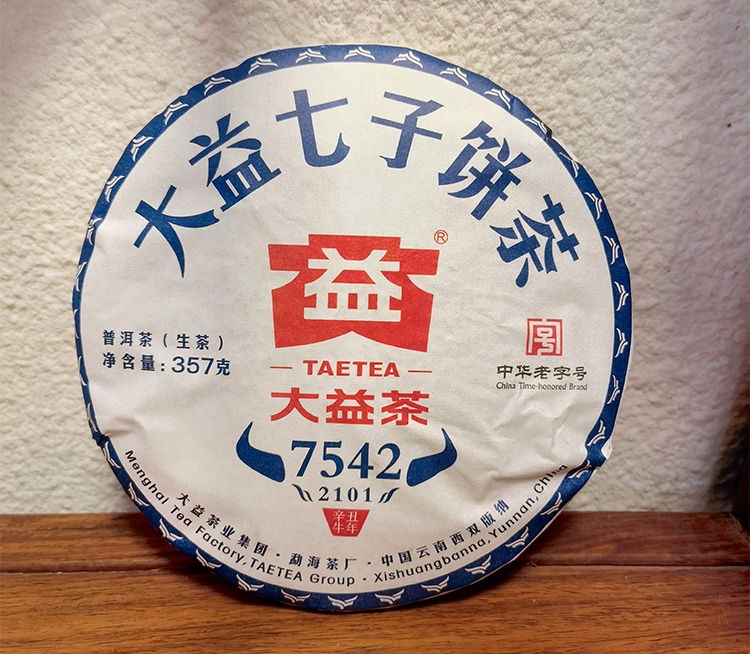 大益七子饼茶
益
®
TAETEA
大益茶
普洱茶（生茶）
净含量：357克
中华老字号
China Time-honored Brand
7542
2101
辛丑
牛年
大益茶业集团·勐海茶厂·中国云南西双版纳
Menghai Tea Factory,TAETEA Group · Xishuangbanna,Yunnan,China